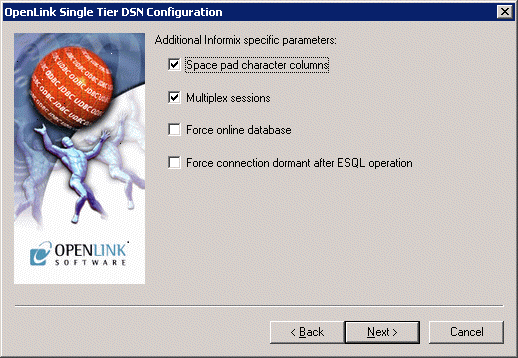 OpenLink Single Tier DSN Configuration
Additional Informix specific parameters:
Space pad character columns
Multiplex sessions
Force online database
Force connection dormant after ESQL operation
OPENLINK
SOFTWARE
< Back
Next >
Cancel